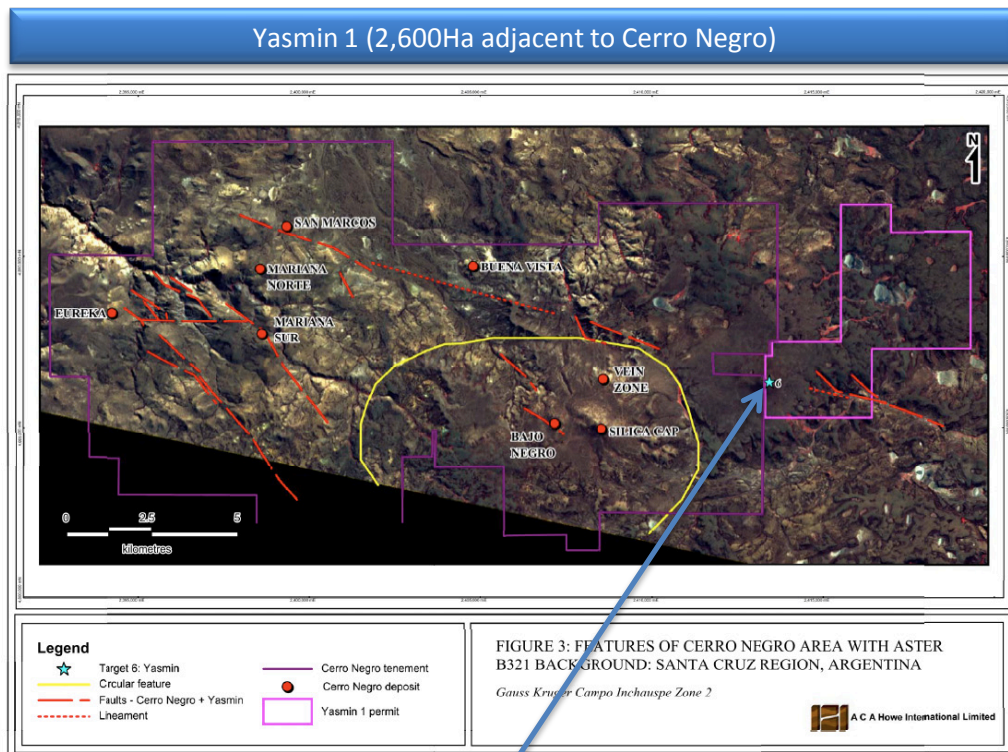 Yasmin 1 (2,600Ha adjacent to Cerro Negro)
N
SAN MARCOS
MARIANA
NORTE
BUENA VISTA
EUREKA
MARIANA
SUR
VEIN
ZONE
6
BAJO
NEGRO
SILICA CAP
0 2.5 5
kilometres
Legend
Target 6: Yasmin
Circular feature
Faults - Cerro Negro + Yasmin
Lineament
Cerro Negro tenement
Cerro Negro deposit
Yasmin 1 permit
FIGURE 3: FEATURES OF CERRO NEGRO AREA WITH ASTER
B321 BACKGROUND: SANTA CRUZ REGION, ARGENTINA
Gauss Kruger Campo Inchauspe Zone 2
A C A Howe International Limited